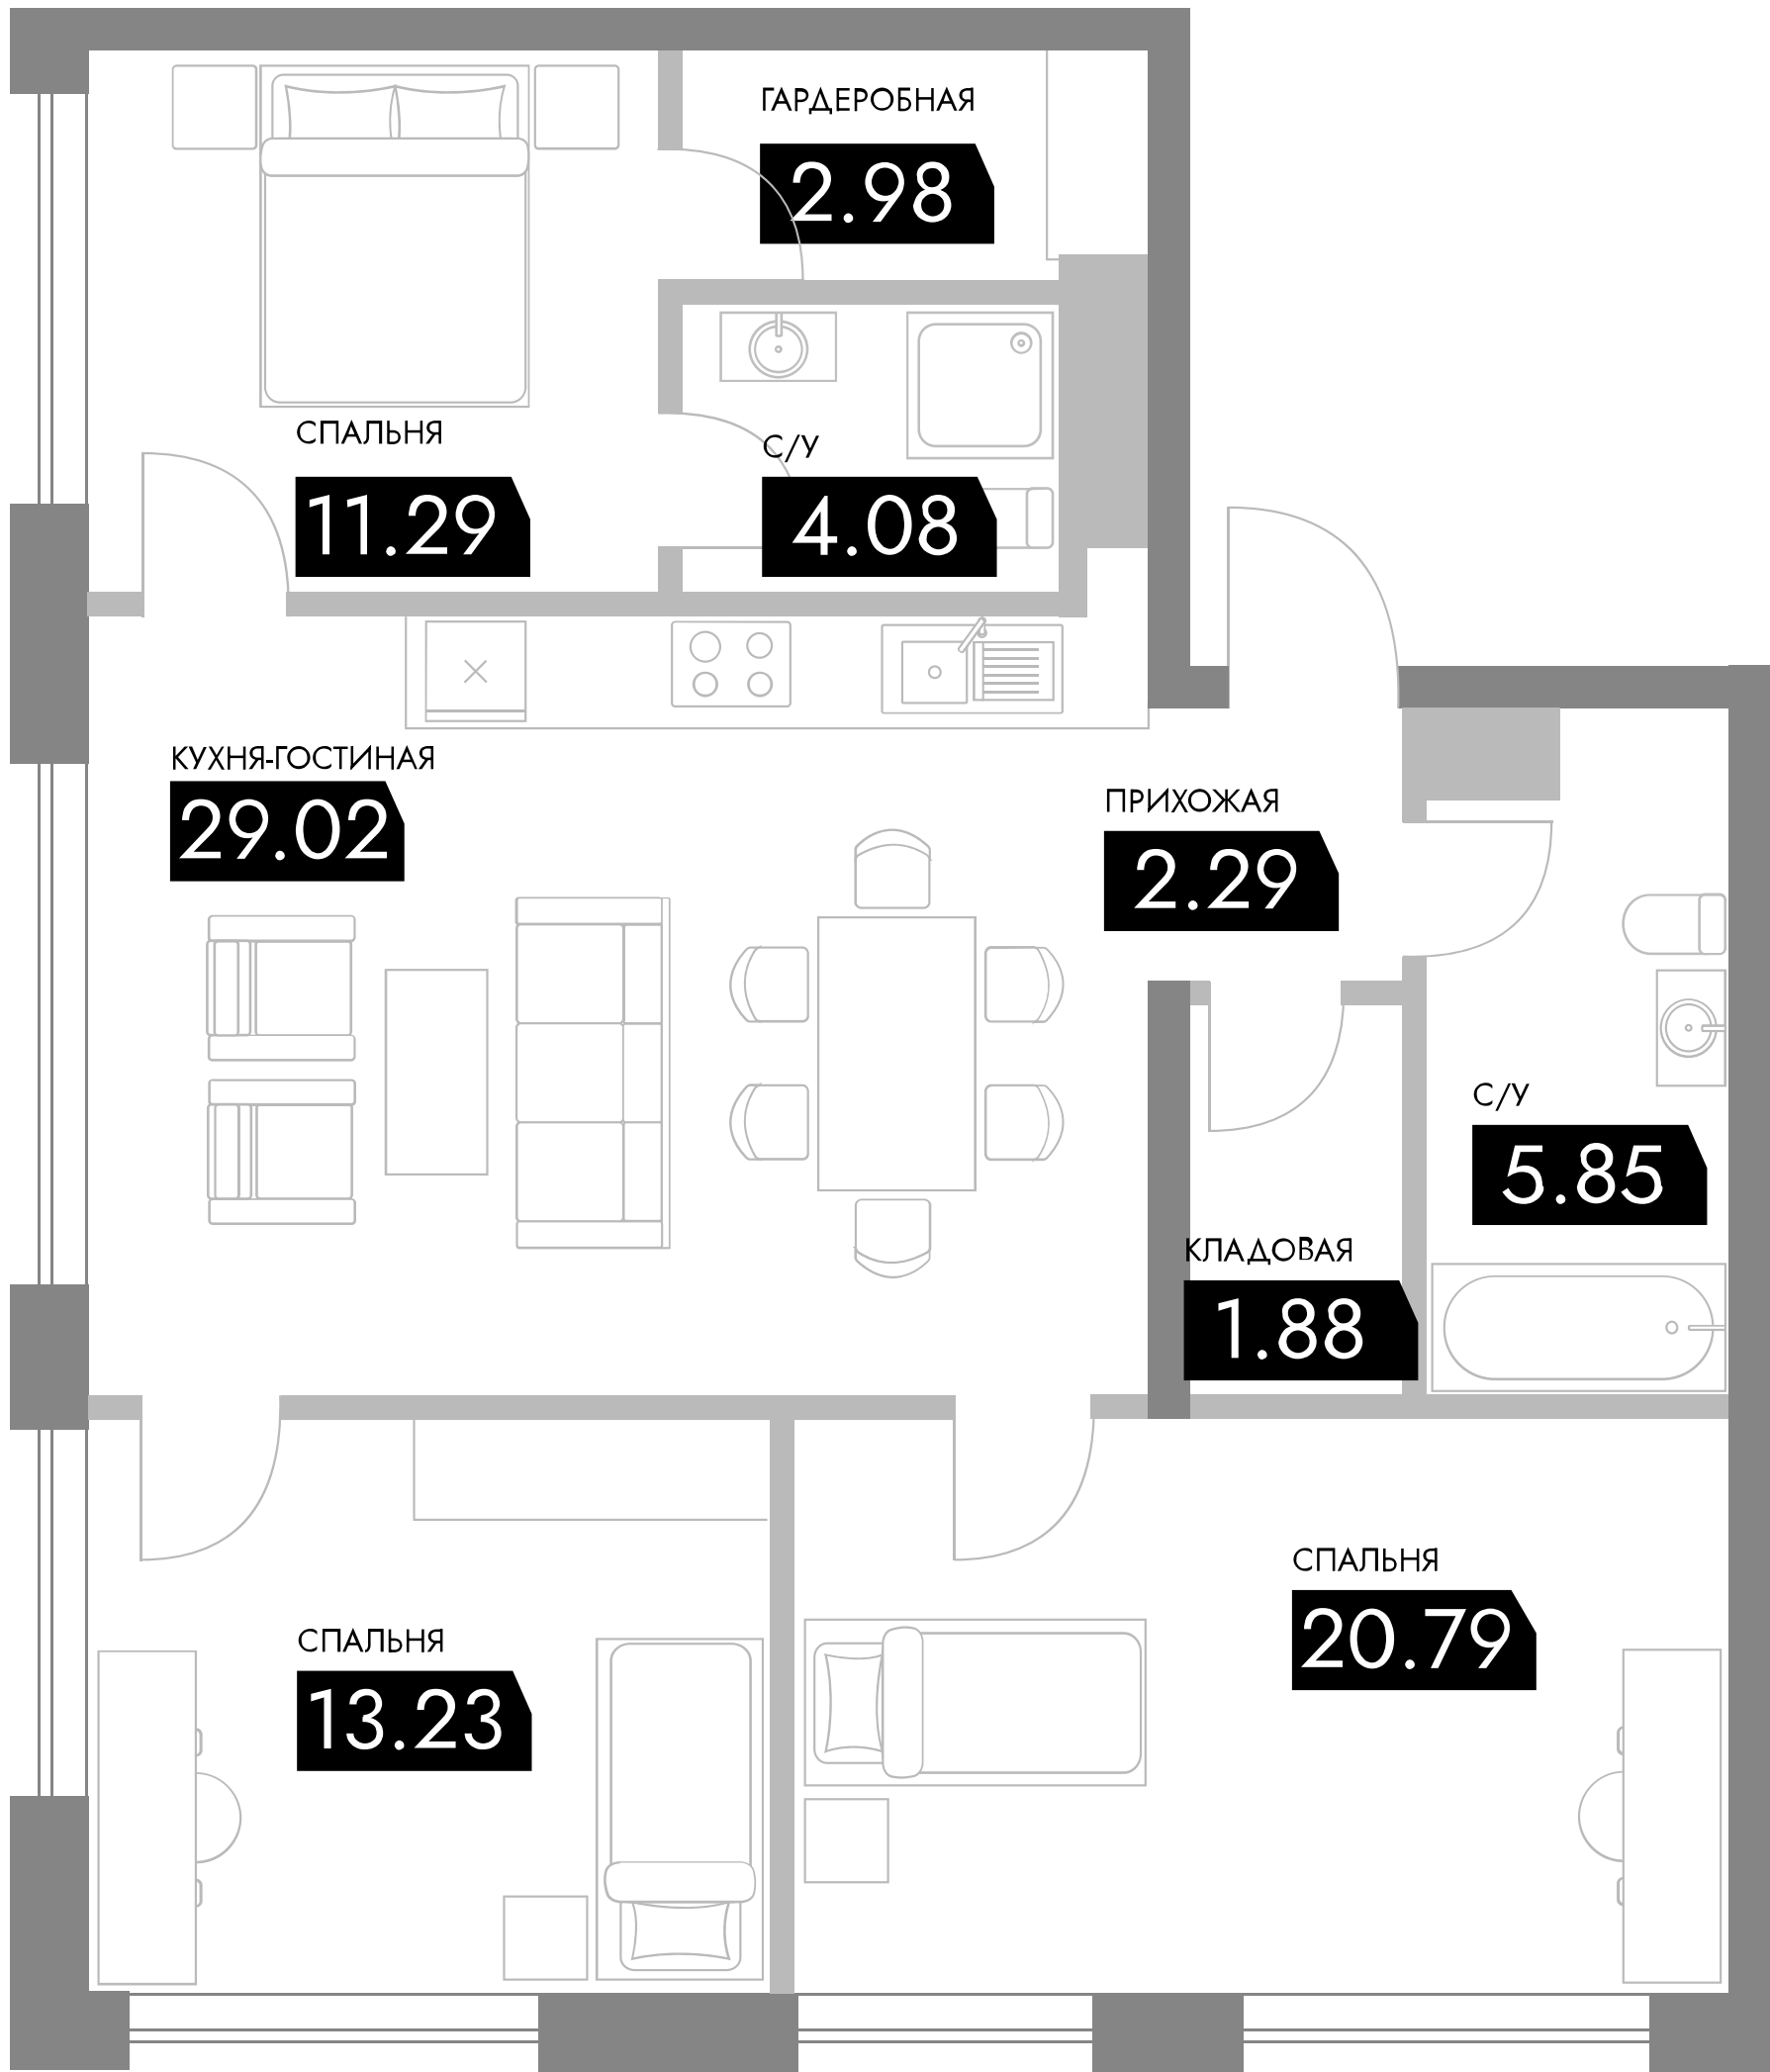 ГАРДЕРОБНАЯ
2.98
СПАЛЬНЯ
11.29
С/У
4.08
КУХНЯ-ГОСТИНАЯ
29.02
ПРИХОЖАЯ
2.29
С/У
5.85
КЛАДОВАЯ
1.88
СПАЛЬНЯ
20.79
СПАЛЬНЯ
13.23